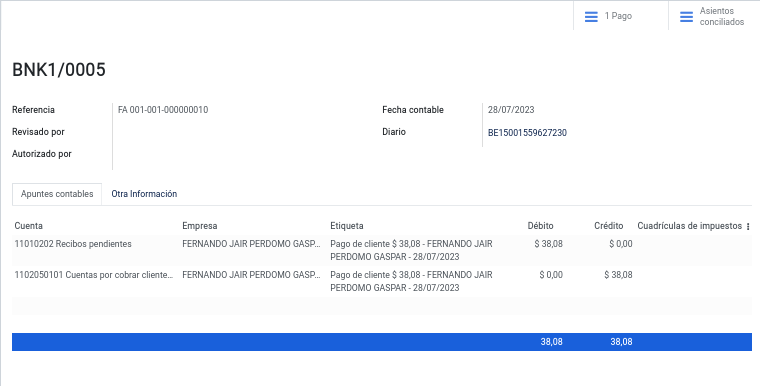 1 Pago
Asientos
conciliados
BNK1/0005
Referencia FA 001-001-000000010
Fecha contable 28/07/2023
Revisado por
Diario BE15001559627230
Autorizado por
Apuntes contables Otra Información
Cuenta Empresa Etiqueta Débito Crédito Cuadrículas de impuestos
11010202 Recibos pendientes FERNANDO JAIR PERDOMO GASP... Pago de cliente $ 38,08 - FERNANDO JAIR $ 38,08 $ 0,00
PERDOMO GASPAR - 28/07/2023
1102050101 Cuentas por cobrar cliente... FERNANDO JAIR PERDOMO GASP... Pago de cliente $ 38,08 - FERNANDO JAIR $ 0,00 $ 38,08
PERDOMO GASPAR - 28/07/2023
38,08 38,08